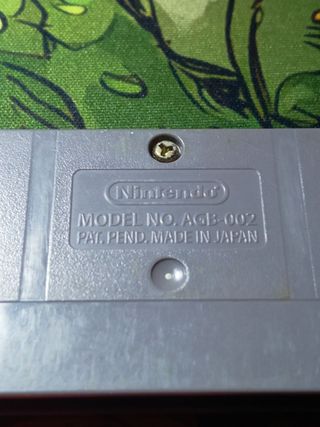 Nintendo
MODEL NO. AGB-002
PAT. PEND. MADE IN JAPAN